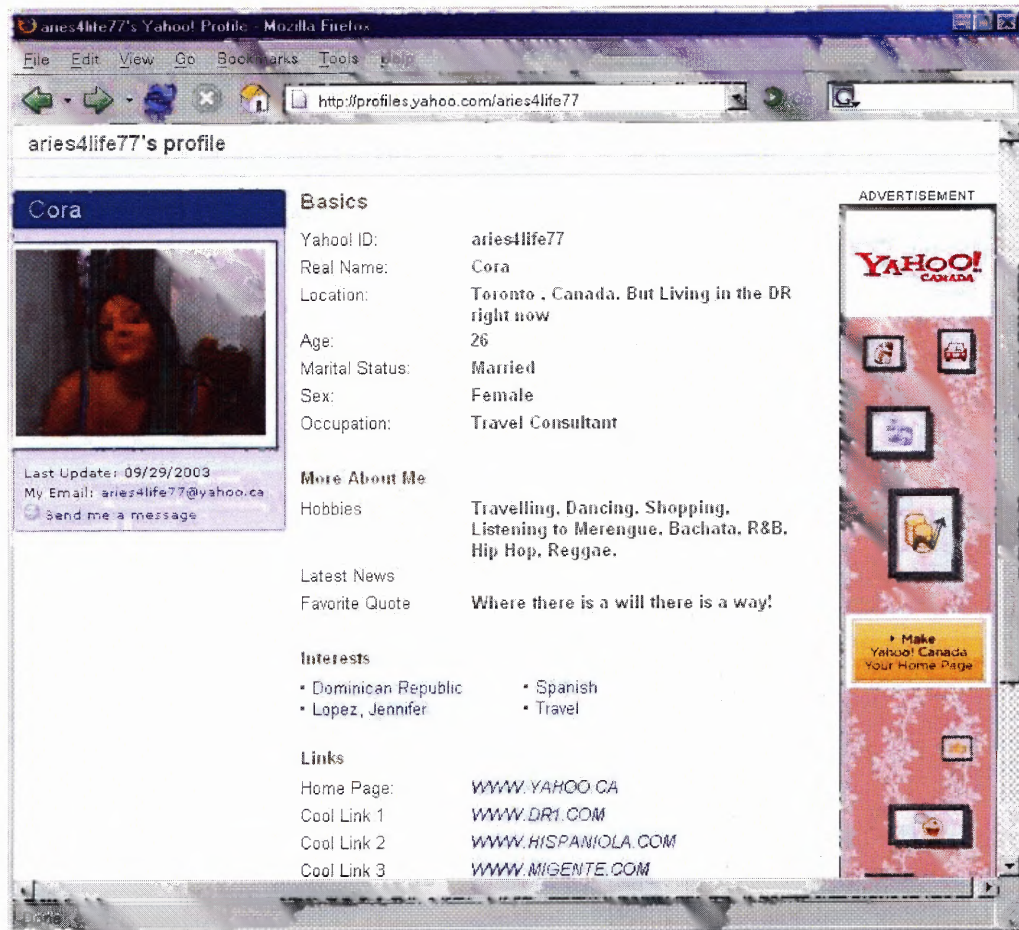 aries4life77's Yahoo! Profile - Mozilla Firefox
File Edit View Go Bookmarks Tools Help
http://profiles.yahoo.com/aries4life77 Go G
aries4life77's profile
Cora
Last Update: 09/29/2003
My Email: aries4life77@yahoo.ca
Send me a message
Basics
Yahoo! ID: aries4life77
Real Name: Cora
Location: Toronto , Canada. But Living in the DR
right now
Age: 26
Marital Status: Married
Sex: Female
Occupation: Travel Consultant
More About Me
Hobbies Travelling, Dancing, Shopping,
Listening to Merengue, Bachata, R&B,
Hip Hop, Reggae.
Latest News
Favorite Quote Where there is a will there is a way!
Interests
• Dominican Republic • Spanish
• Lopez, Jennifer • Travel
Links
Home Page: WWW.YAHOO.CA
Cool Link 1 WWW.DR1.COM
Cool Link 2 WWW.HISPANIOLA.COM
Cool Link 3 WWW.MIGENTE.COM
ADVERTISEMENT
YAHOO!
CANADA
Make
Yahoo! Canada
Your Home Page
Done